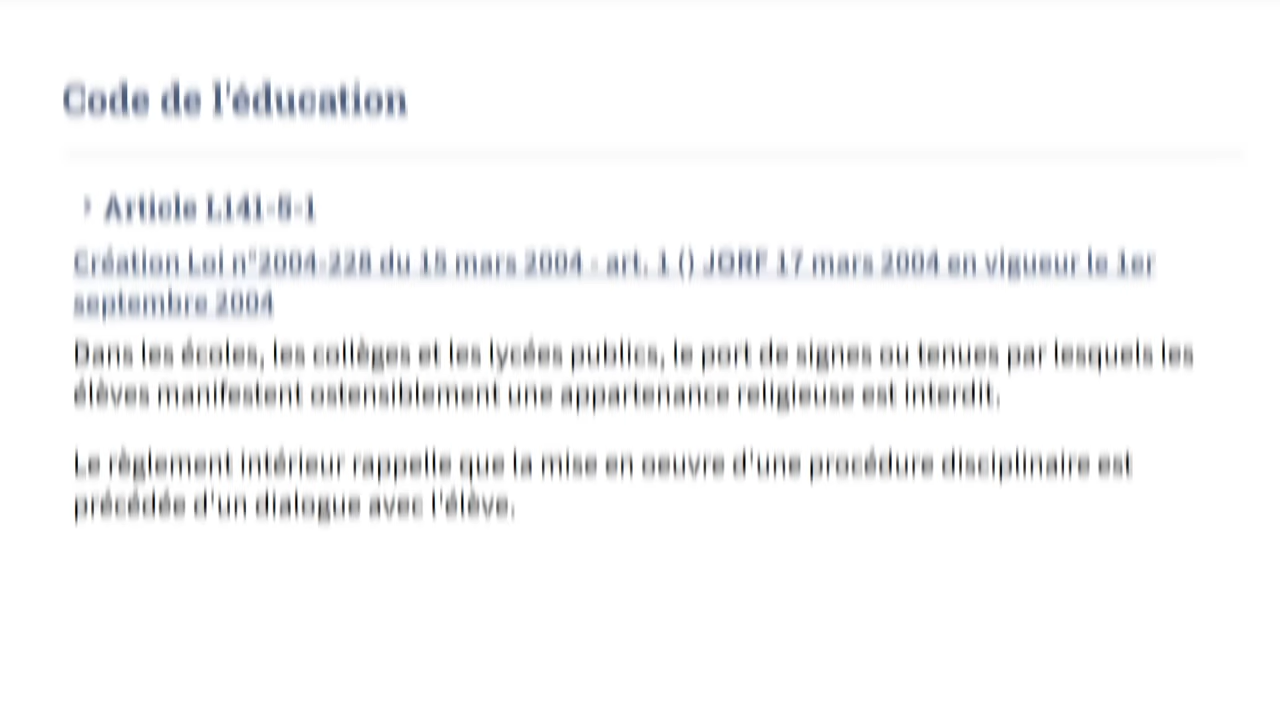 Code de l'éducation
Article L141-5-1
Création Loi n°2004-228 du 15 mars 2004 - art. 1 () JORF 17 mars 2004 en vigueur le 1er
septembre 2004
Dans les écoles, les collèges et les lycées publics, le port de signes ou tenues par lesquels les
élèves manifestent ostensiblement une appartenance religieuse est interdit.
Le règlement intérieur rappelle que la mise en oeuvre d'une procédure disciplinaire est
précédée d'un dialogue avec l'élève.